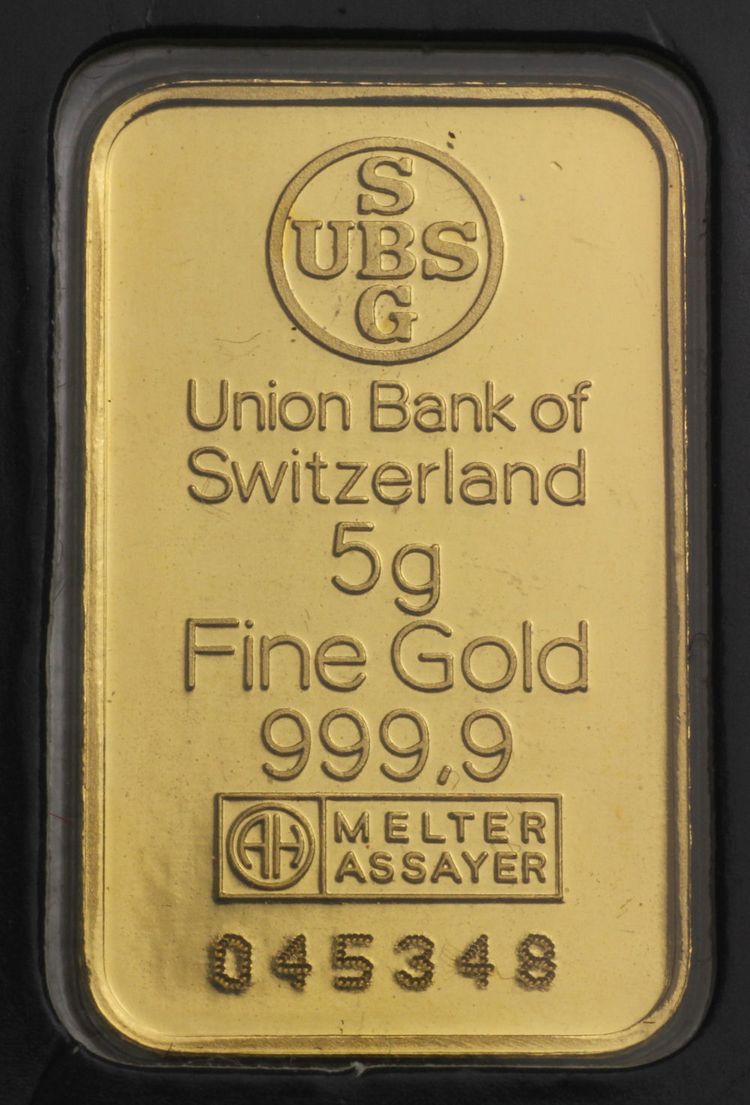 S
UBS
G
Union Bank of
Switzerland
5g
Fine Gold
999,9
AH
MELTER
ASSAYER
045348